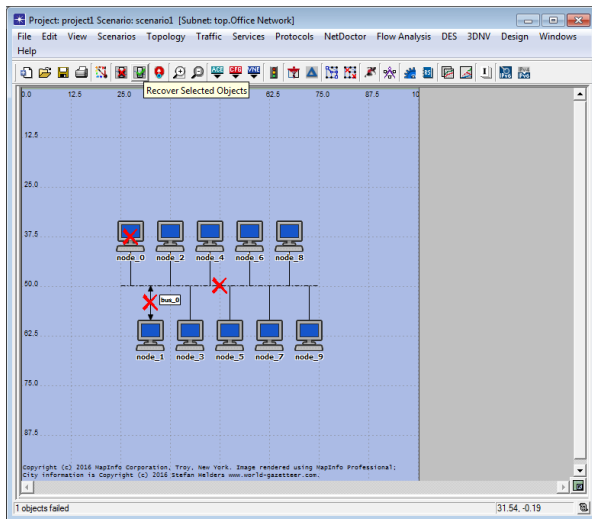 Project: project1 Scenario: scenario1 [Subnet: top.Office Network]
File Edit View Scenarios Topology Traffic Services Protocols NetDoctor Flow Analysis DES 3DNV Design Windows
Help
Recover Selected Objects
0.0 12.5 25.0 62.5 75.0 87.5 10
12.5
25.0
37.5
node_0 node_2 node_4 node_6 node_8
50.0
bus_0
62.5
node_1 node_3 node_5 node_7 node_9
75.0
87.5
Copyright (c) 2016 MapInfo Corporation, Troy, New York. Image rendered using MapInfo Professional;
City information is Copyright (c) 2016 Stefan Helders www.world-gazetteer.com.
1 objects failed 31.54, -0.19